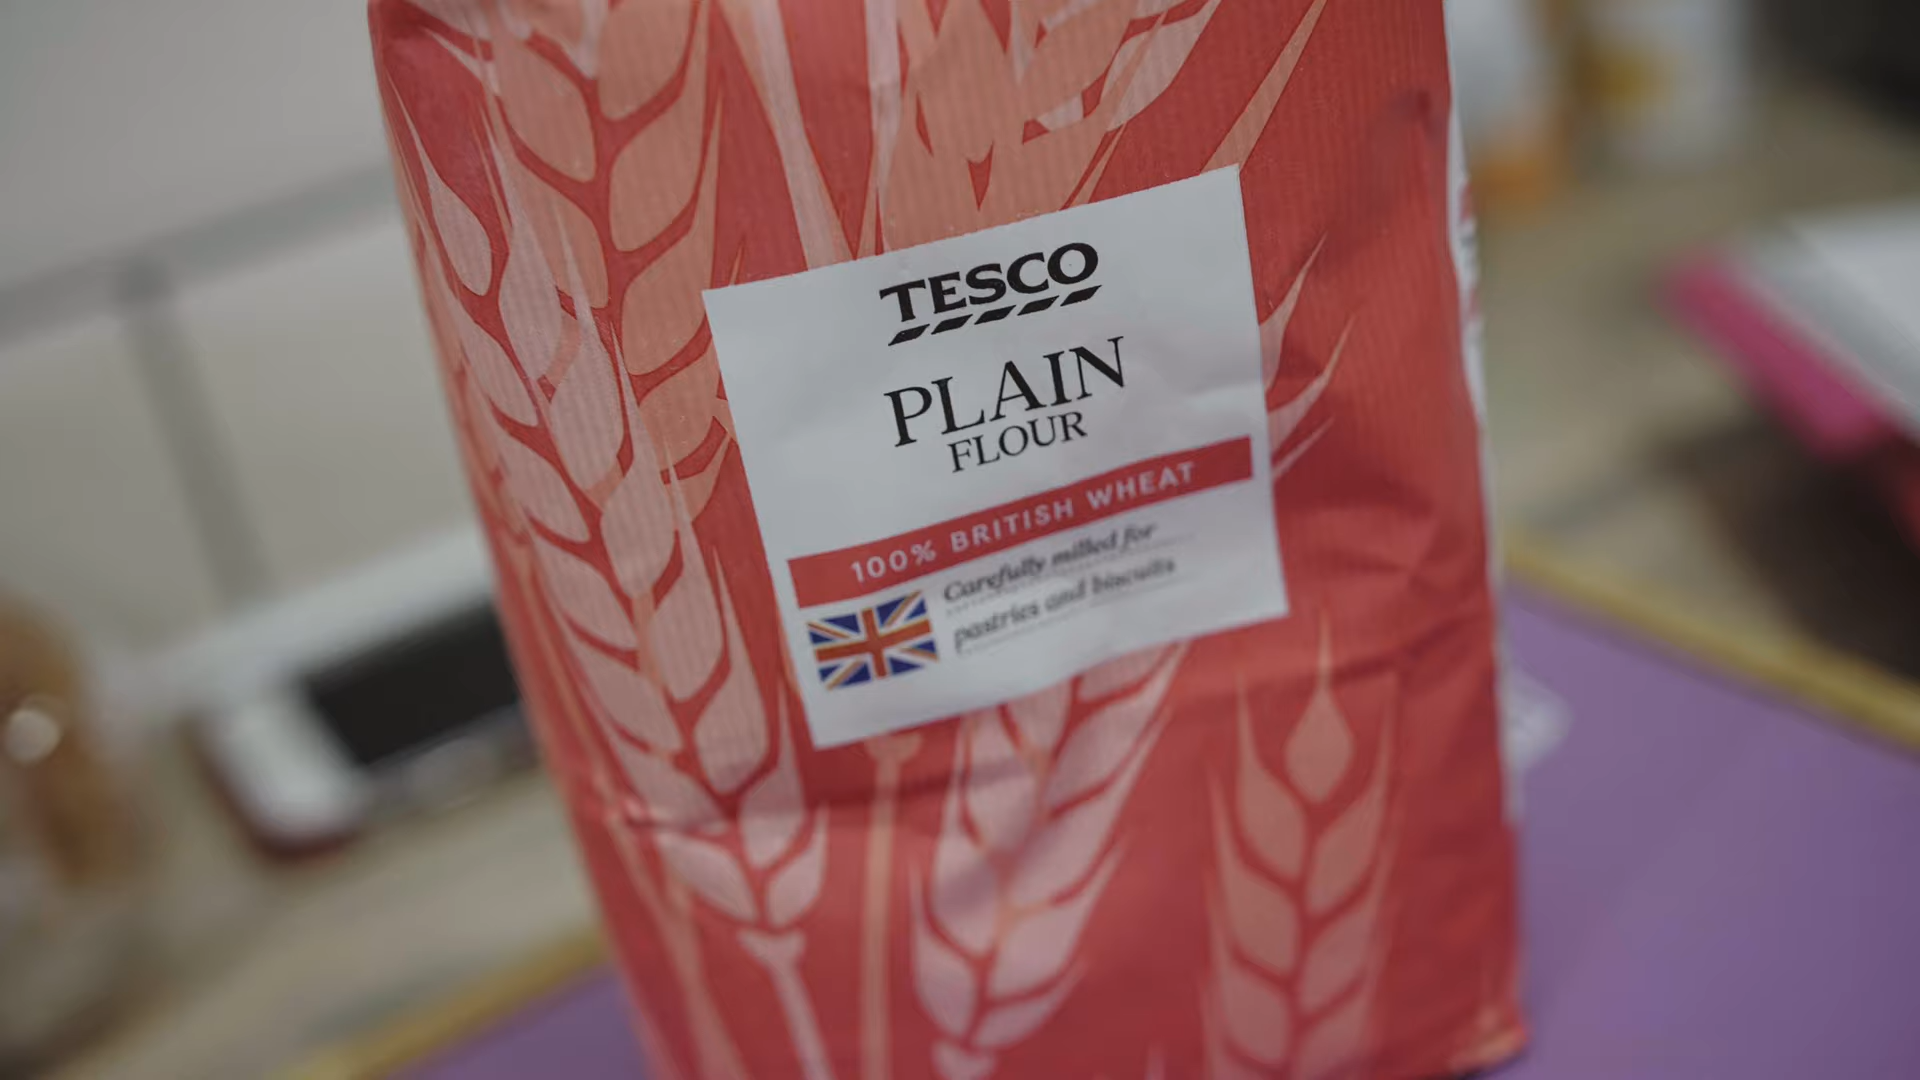 TESCO
PLAIN
FLOUR
100% BRITISH WHEAT
Carefully milled for
pastries and biscuits